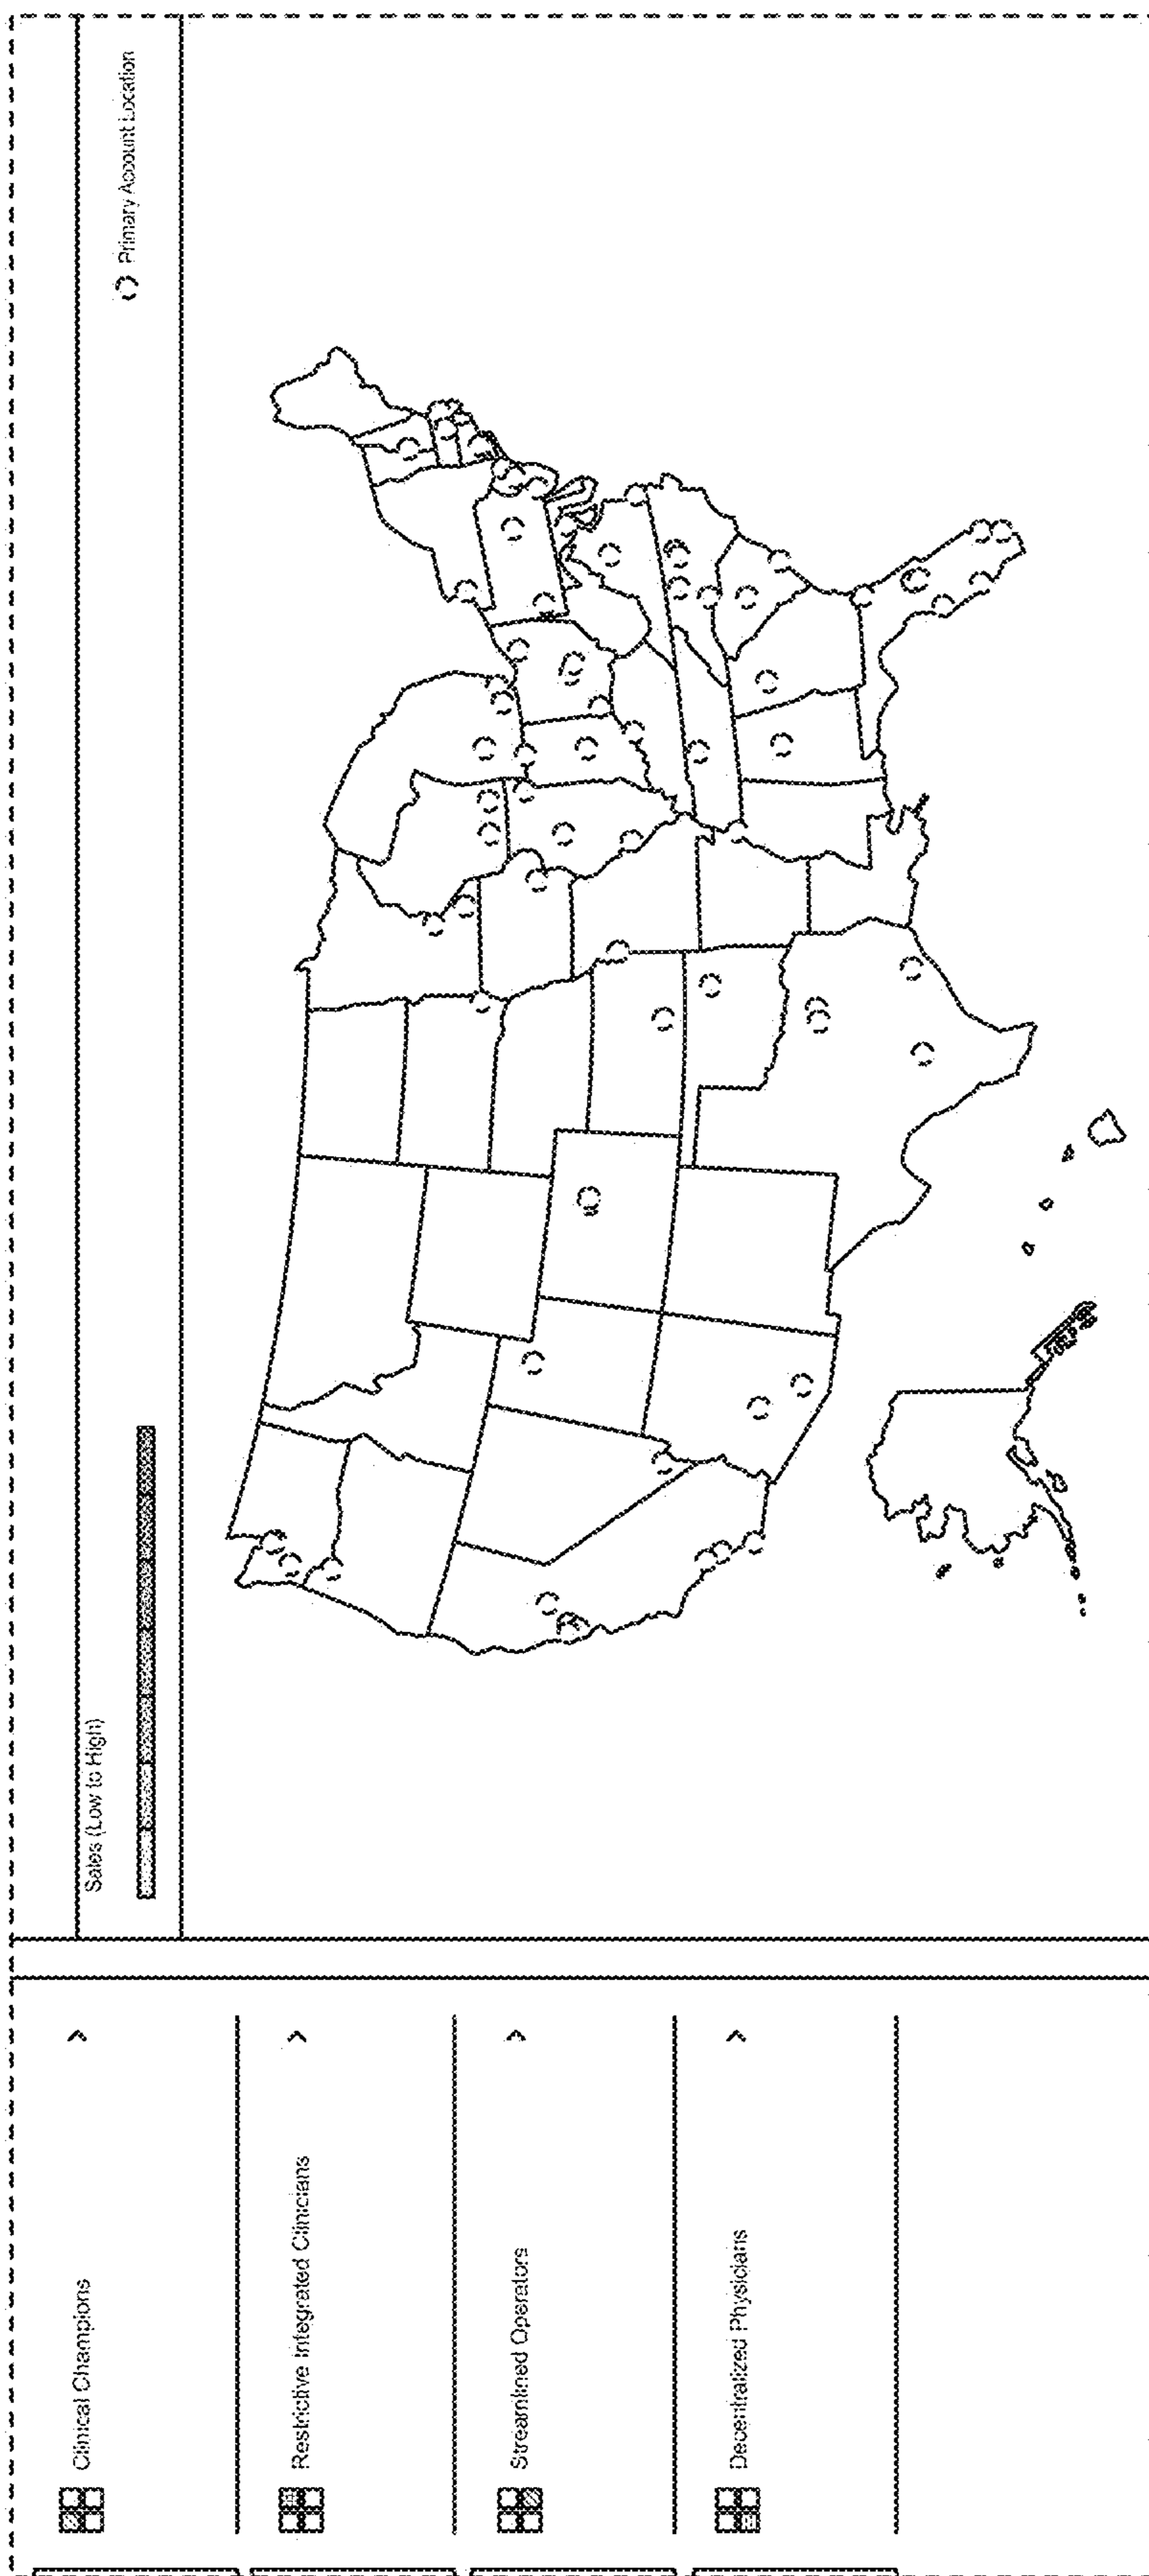 Clinical Champions
Restrictive Integrated Clinicians
Streamlined Operators
Decentralized Physicians
Sales (Low to High)
Primary Account Location